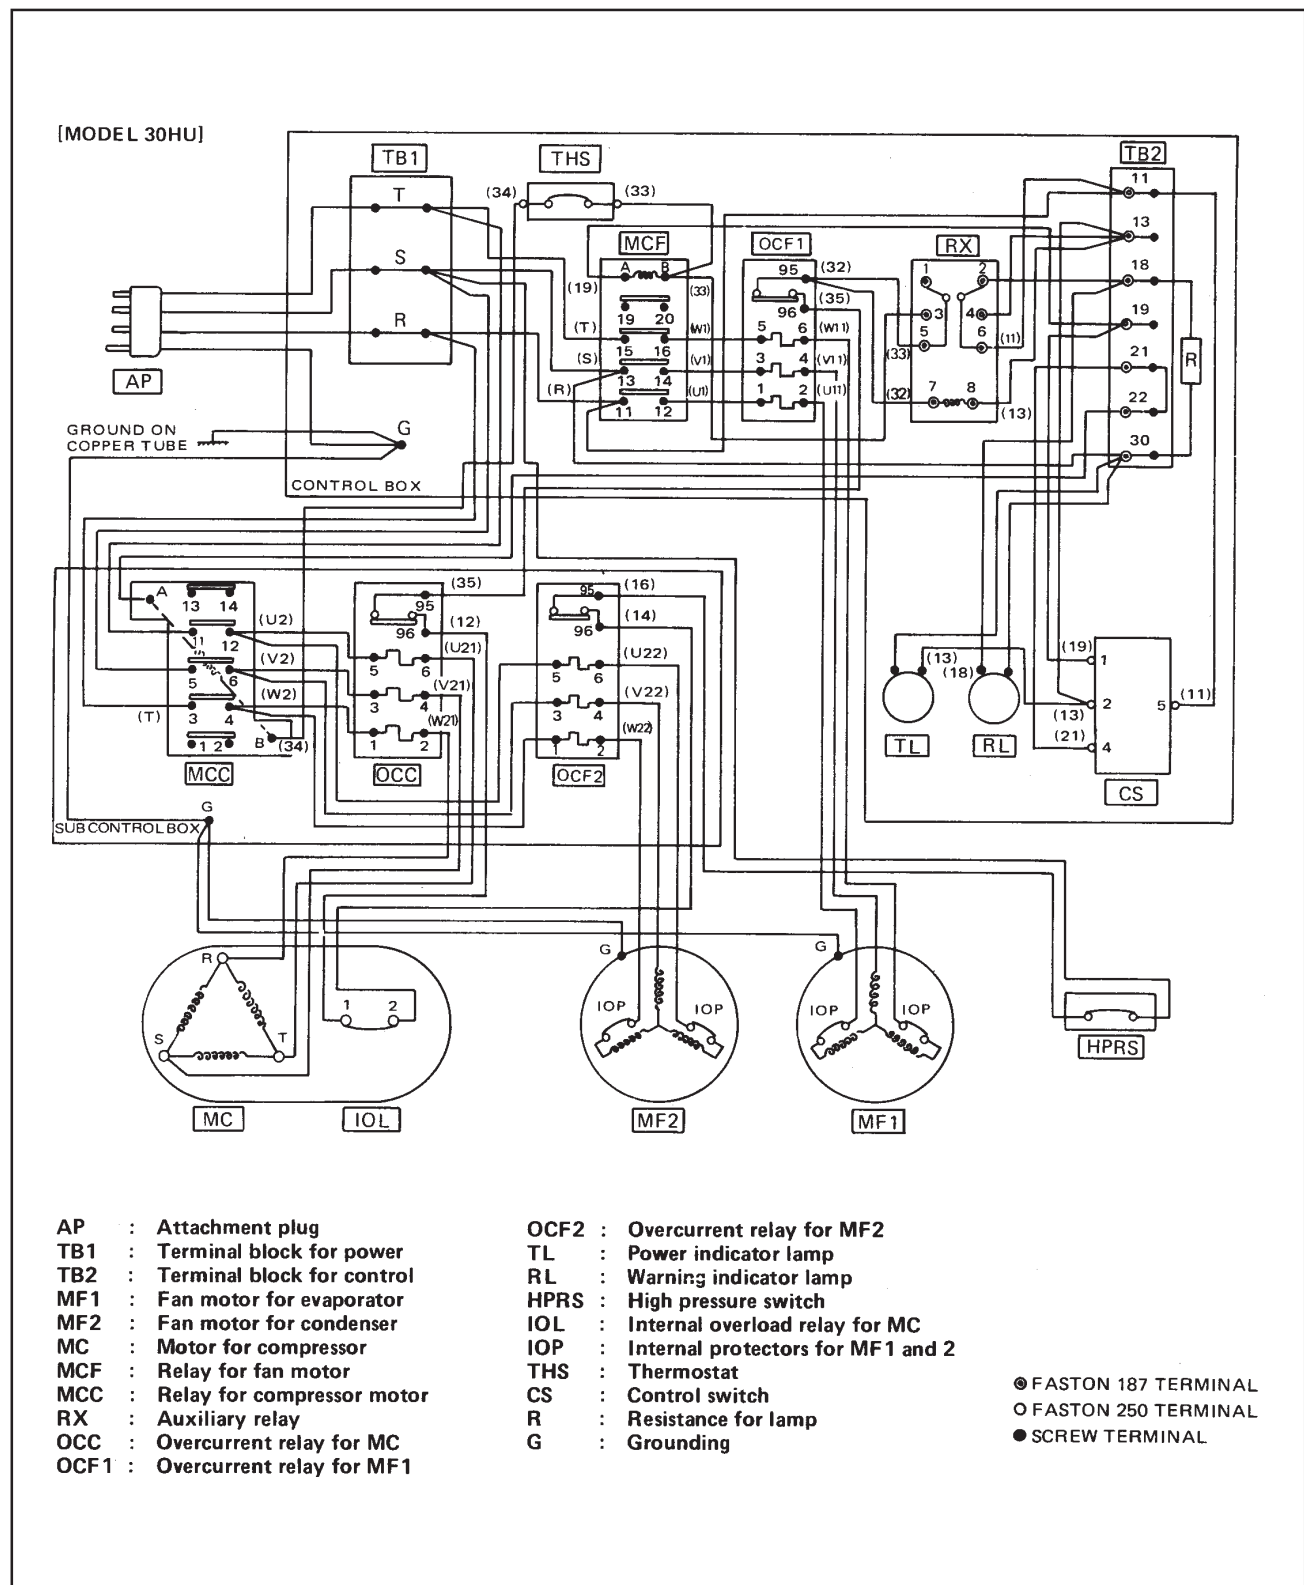 [MODEL 30HU]
TB1
THS
TB2
T
(34)
(33)
11
S
MCF
OCF1
RX
13
A
B
95
(32)
1
2
(19)
(33)
(35)
18
R
19
20
96
3
4
19
(T)
(W1)
5
6
(W11)
5
6
15
16
(33)
(11)
21
R
(S)
(V1)
3
4
(V11)
13
14
AP
(R)
(U1)
1
2
(U11)
(32)
7
8
22
11
12
(13)
GROUND ON
COPPER TUBE
G
30
CONTROL BOX
A
13
14
(35)
95
(16)
95
(U2)
96
(12)
96
(14)
11
12
(U21)
(U22)
(V2)
5
6
5
6
5
6
(19)
1
(13)
(W2)
(V21)
(V22)
(18)
(T)
3
4
3
4
3
4
(13)
2
5
(11)
(W21)
(W22)
1
2
B
(34)
1
2
1
2
(21)
4
MCC
OCC
OCF2
TL
RL
CS
G
SUB CONTROL BOX
R
G
G
1
2
IOP
IOP
IOP
IOP
S
T
HPRS
MC
IOL
MF2
MF1
AP : Attachment plug
TB1 : Terminal block for power
TB2 : Terminal block for control
MF1 : Fan motor for evaporator
MF2 : Fan motor for condenser
MC : Motor for compressor
MCF : Relay for fan motor
MCC : Relay for compressor motor
RX : Auxiliary relay
OCC : Overcurrent relay for MC
OCF1 : Overcurrent relay for MF1
OCF2 : Overcurrent relay for MF2
TL : Power indicator lamp
RL : Warning indicator lamp
HPRS : High pressure switch
IOL : Internal overload relay for MC
IOP : Internal protectors for MF1 and 2
THS : Thermostat
CS : Control switch
R : Resistance for lamp
G : Grounding
FASTON 187 TERMINAL
FASTON 250 TERMINAL
SCREW TERMINAL